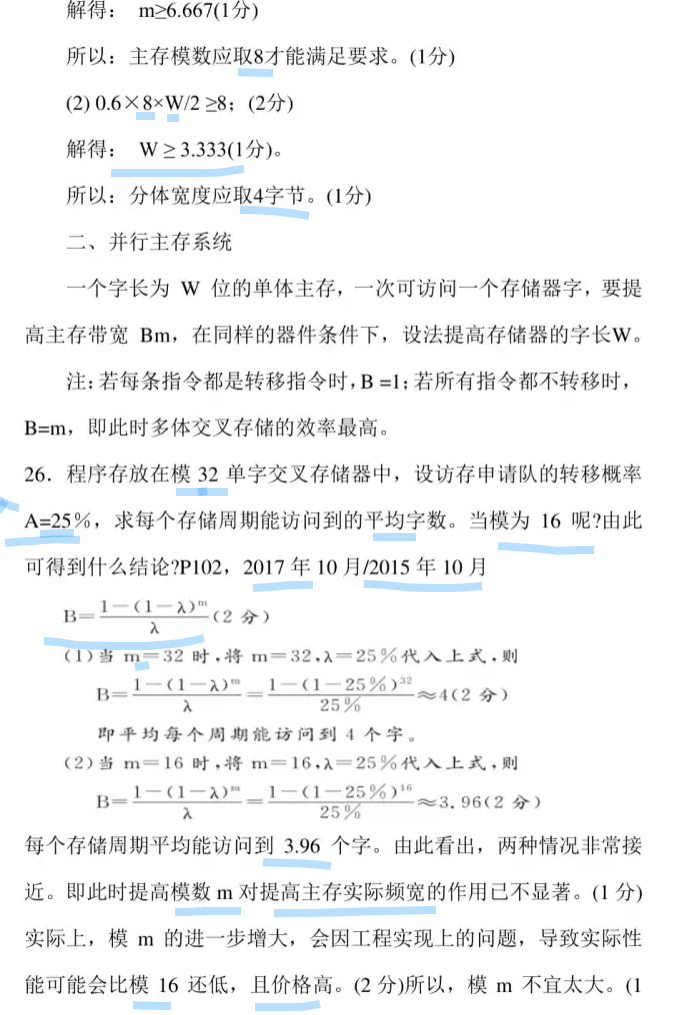 解得： m≥6.667(1分)
所以：主存模数应取8才能满足要求。(1分)
(2) 0.6×8×W/2 ≥8；(2分)
解得： W ≥ 3.333(1分)。
所以：分体宽度应取4字节。(1分)
二、并行主存系统
一个字长为 W 位的单体主存，一次可访问一个存储器字，要提
高主存带宽 Bm，在同样的器件条件下，设法提高存储器的字长W。
注：若每条指令都是转移指令时，B =1；若所有指令都不转移时，
B=m，即此时多体交叉存储的效率最高。
26．程序存放在模 32 单字交叉存储器中，设访存申请队的转移概率
A=25%，求每个存储周期能访问到的平均字数。当模为 16 呢?由此
可得到什么结论?P102，2017 年 10 月/2015 年 10 月
B=\frac{1-(1-λ)^m}{λ}(2 分)
(1)当 m=32 时,将 m=32,λ=25%代入上式,则
B=\frac{1-(1-λ)^m}{λ}=\frac{1-(1-25%)^{32}}{25%}≈4(2 分)
即平均每个周期能访问到 4 个字。
(2)当 m=16 时,将 m=16,λ=25%代入上式,则
B=\frac{1-(1-λ)^m}{λ}=\frac{1-(1-25%)^{16}}{25%}≈3.96(2 分)
每个存储周期平均能访问到 3.96 个字。由此看出，两种情况非常接
近。即此时提高模数 m 对提高主存实际频宽的作用已不显著。(1 分)
实际上，模 m 的进一步增大，会因工程实现上的问题，导致实际性
能可能会比模 16 还低，且价格高。(2 分)所以，模 m 不宜太大。(1